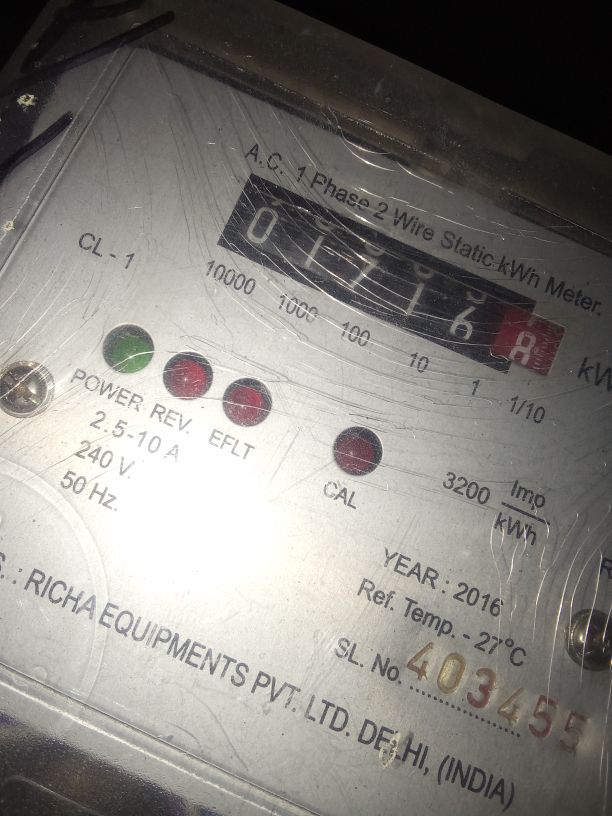 A.C. 1 Phase 2 Wire Static kWh Meter.
CL - 1
0 1 7 1 6 8
10000 1000 100 10 1 1/10
POWER REV. EFLT
2.5-10 A
240 V.
50 Hz.
CAL
3200 Imp
kWh
YEAR : 2016
Ref. Temp. - 27°C
SL. No. 403455
: RICHA EQUIPMENTS PVT. LTD. DELHI, (INDIA)